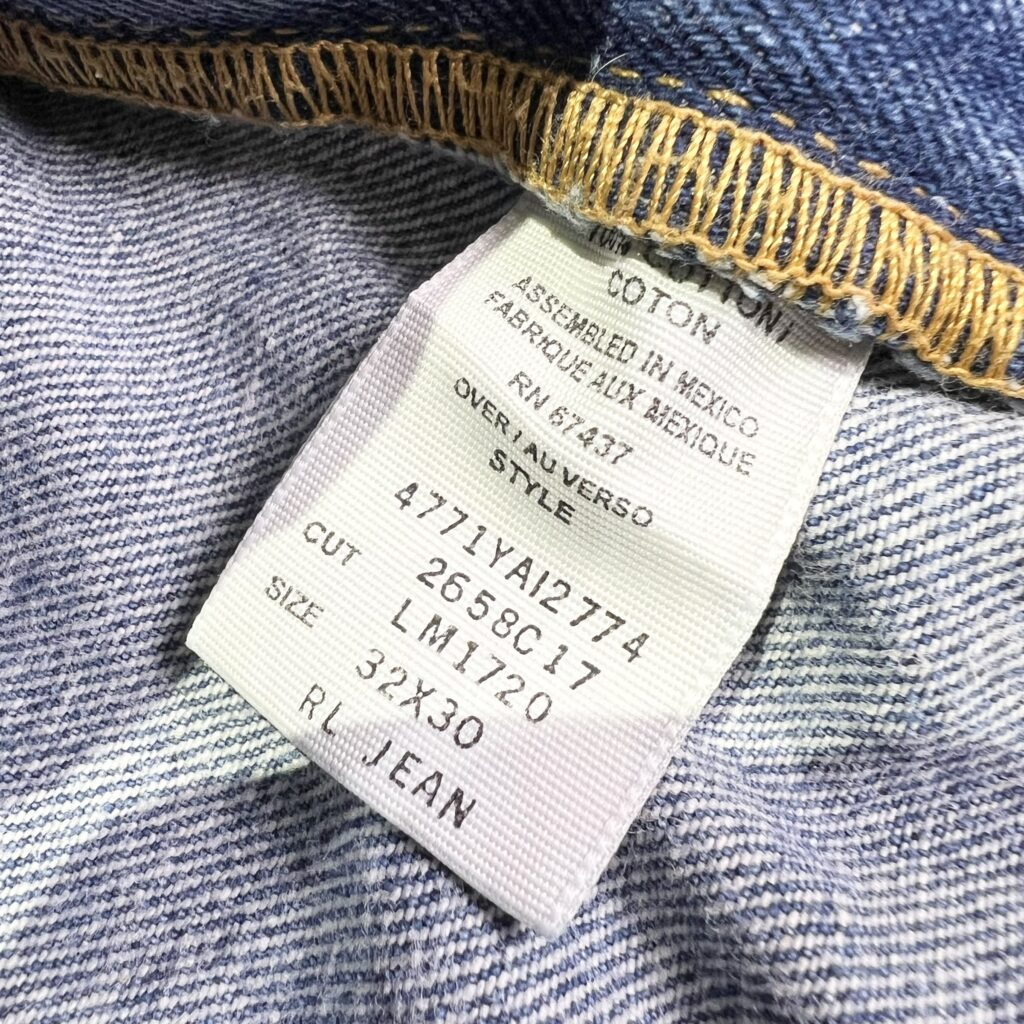 COTTON/
COTON
ASSEMBLED IN MEXICO
FABRIQUE AUX MEXIQUE
RN 67437
OVER / AU VERSO
STYLE
4771YAI2774
CUT 2658C17
LM1720
SIZE 32X30
RL JEAN